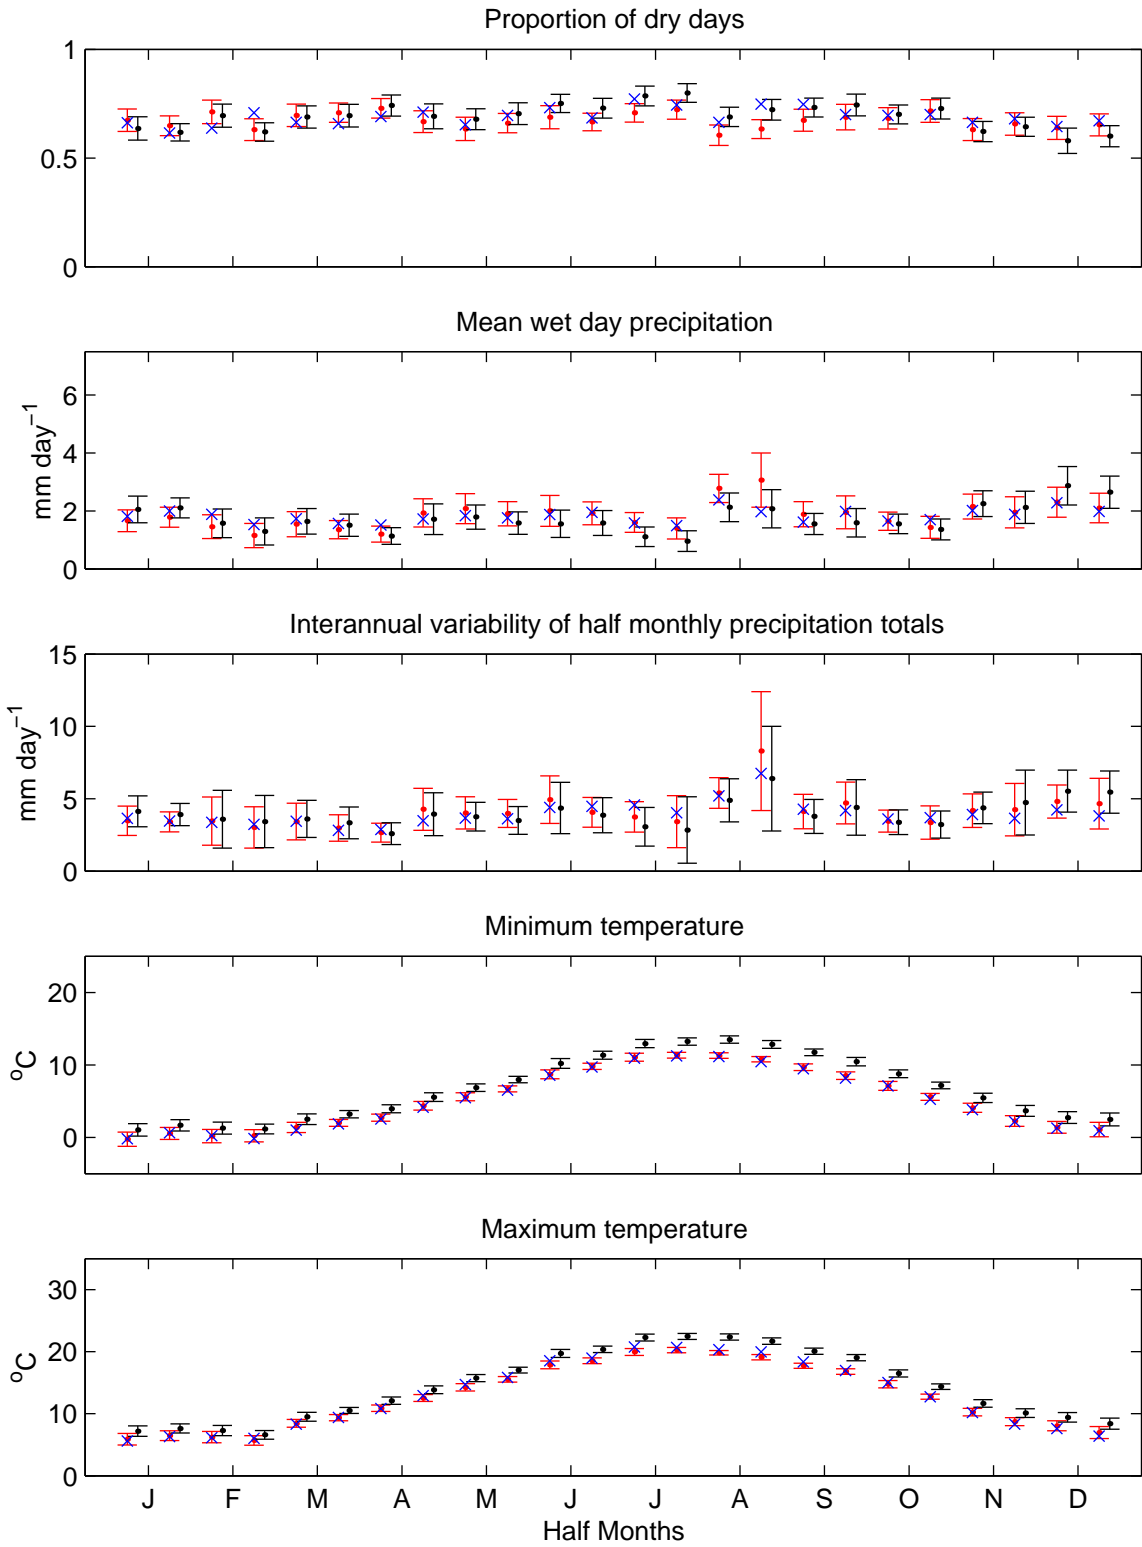 Proportion of dry days
1
0.5
0
Mean wet day precipitation
6
4
2
0
mm day⁻¹
Interannual variability of half monthly precipitation totals
15
10
5
0
mm day⁻¹
Minimum temperature
20
10
0
ºC
Maximum temperature
30
20
10
0
ºC
J F M A M J J A S O N D
Half Months